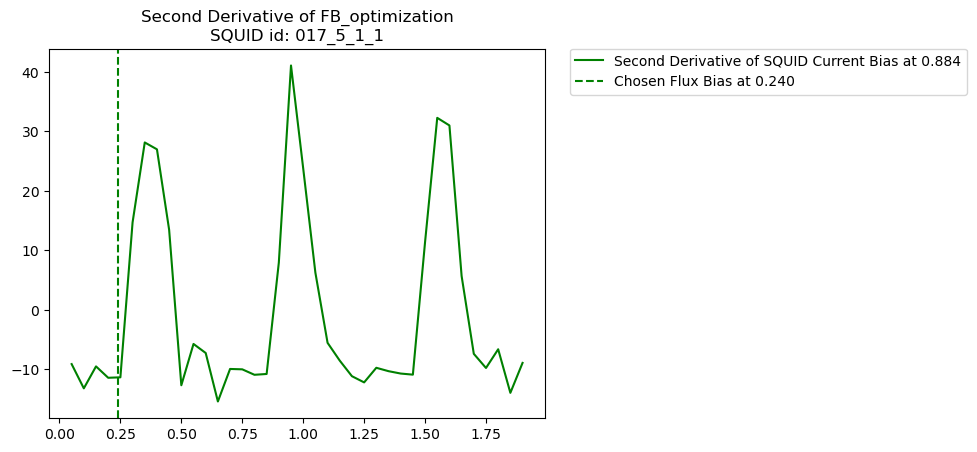 Second Derivative of FB_optimization
SQUID id: 017_5_1_1
Second Derivative of SQUID Current Bias at 0.884
Chosen Flux Bias at 0.240
40
30
20
10
0
−10
0.00 0.25 0.50 0.75 1.00 1.25 1.50 1.75